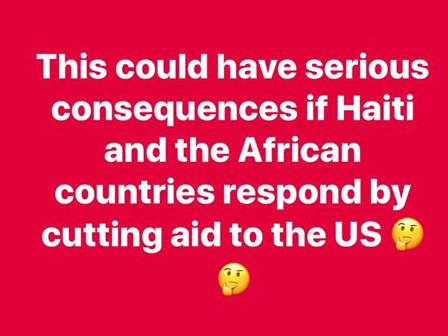 This could have serious
consequences if Haiti
and the African
countries respond by
cutting aid to the US 🤔
🤔